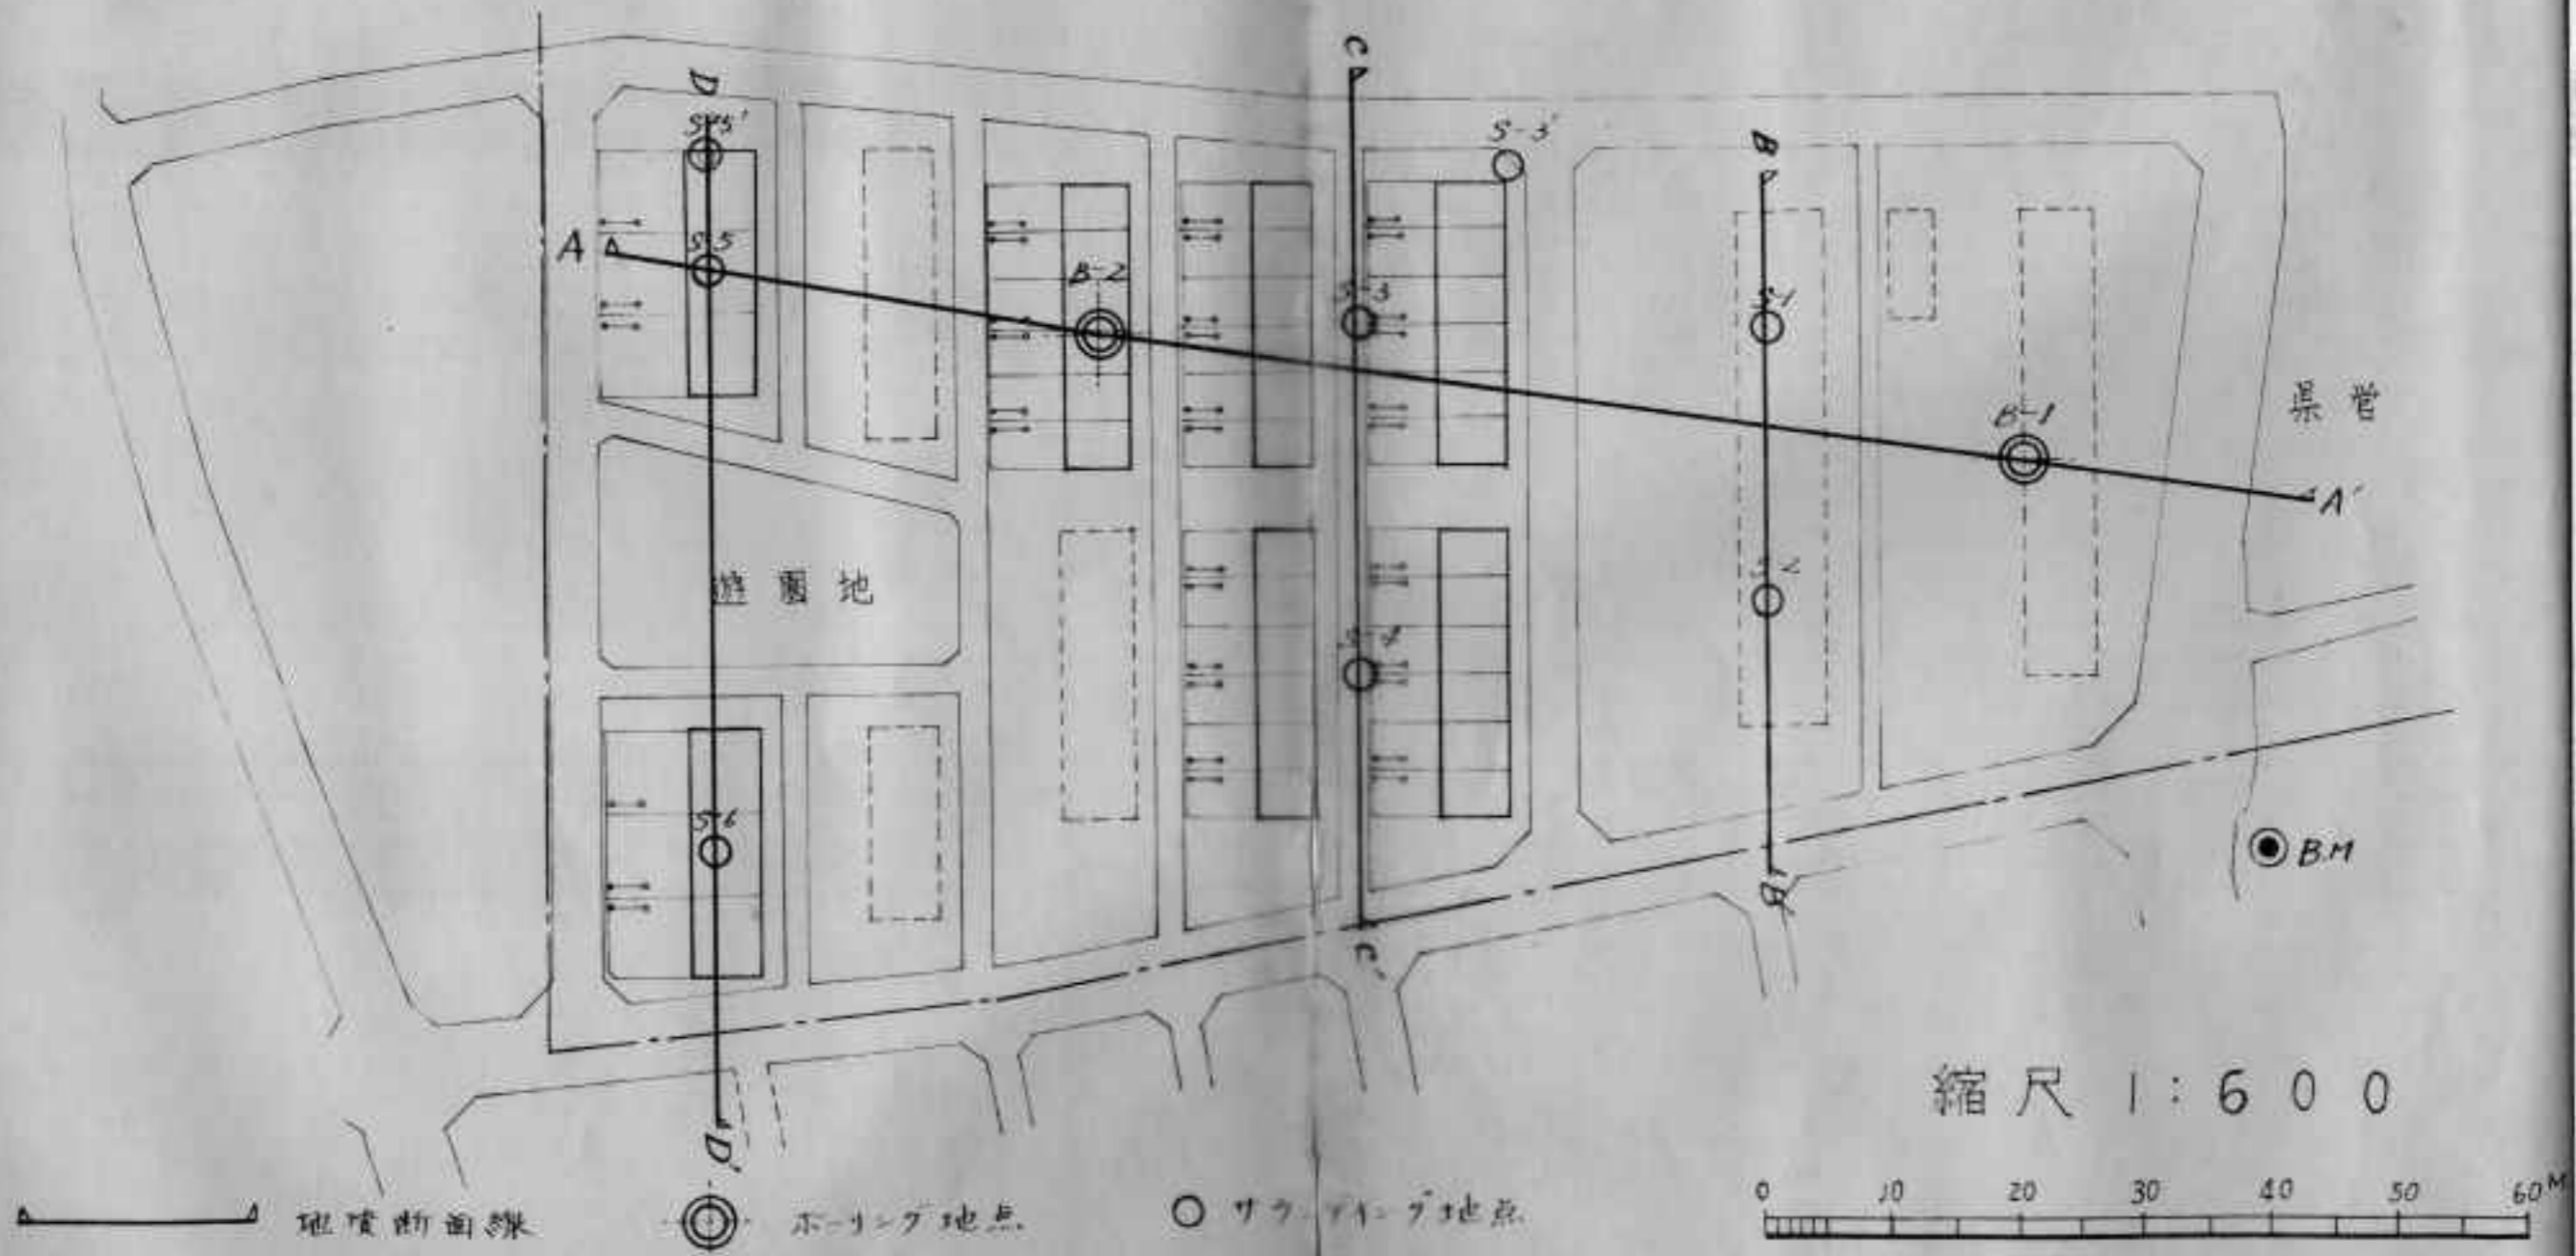 C
D
S-5'
S-3'
B
A
S-5
B-2
S-3
S-1
県営
B-1
A'
遊園地
S-2
S-4
S-6
B.M
B'
C'
縮尺 1:600
D'
0 10 20 30 40 50 60M
地質断面線
ボーリング地点
サウンディング地点